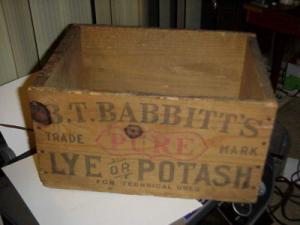 B.T. BABBITT'S
TRADE PURE MARK
LYE OR POTASH.
FOR TECHNICAL USES